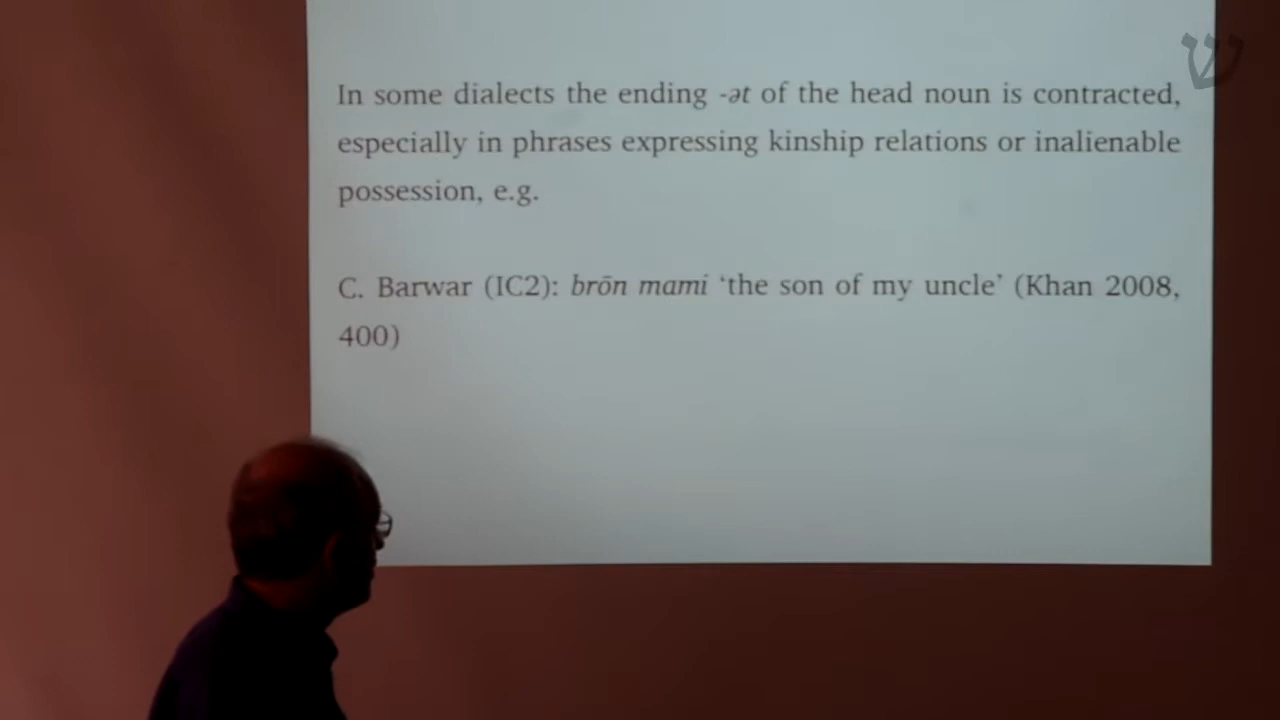 ש
In some dialects the ending -ət of the head noun is contracted,
especially in phrases expressing kinship relations or inalienable
possession, e.g.
C. Barwar (IC2): brōn mami ‘the son of my uncle’ (Khan 2008,
400)